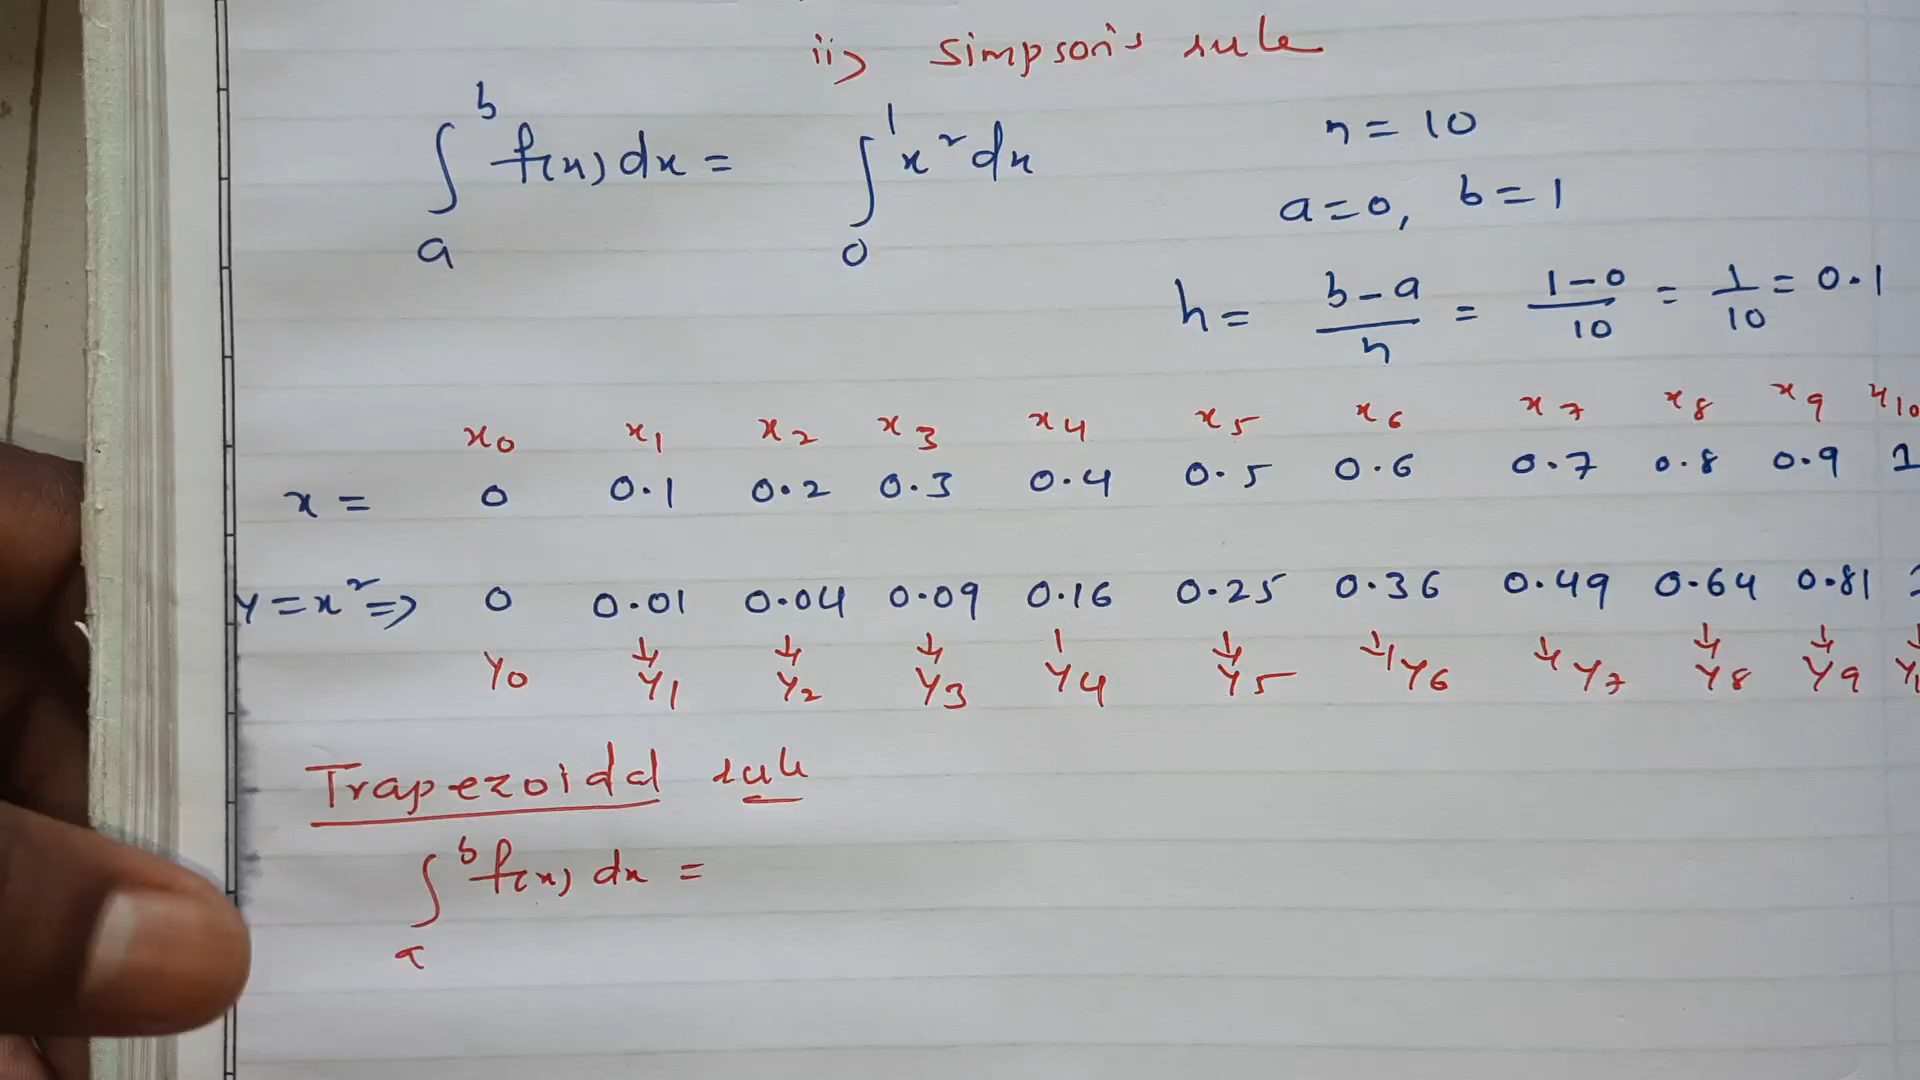 ii) Simpson's rule
∫ₐᵇ f(x) dx = ∫₀¹ x² dx
n = 10
a = 0, b = 1
h = (b-a)/n = (1-0)/10 = 1/10 = 0.1
x₀ x₁ x₂ x₃ x₄ x₅ x₆ x₇ x₈ x₉ x₁₀
x = 0 0.1 0.2 0.3 0.4 0.5 0.6 0.7 0.8 0.9 1
y = x² ⇒ 0 0.01 0.04 0.09 0.16 0.25 0.36 0.49 0.64 0.81
y₀ y₁ y₂ y₃ y₄ y₅ y₆ y₇ y₈ y₉
Trapezoidal rule
∫ₐᵇ f(x) dx =